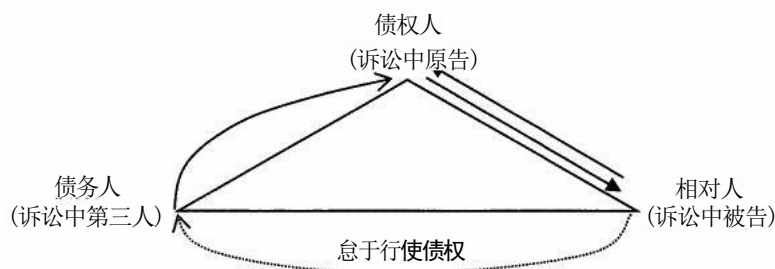 债权人
(诉讼中原告)
债务人
(诉讼中第三人)
相对人
(诉讼中被告)
怠于行使债权